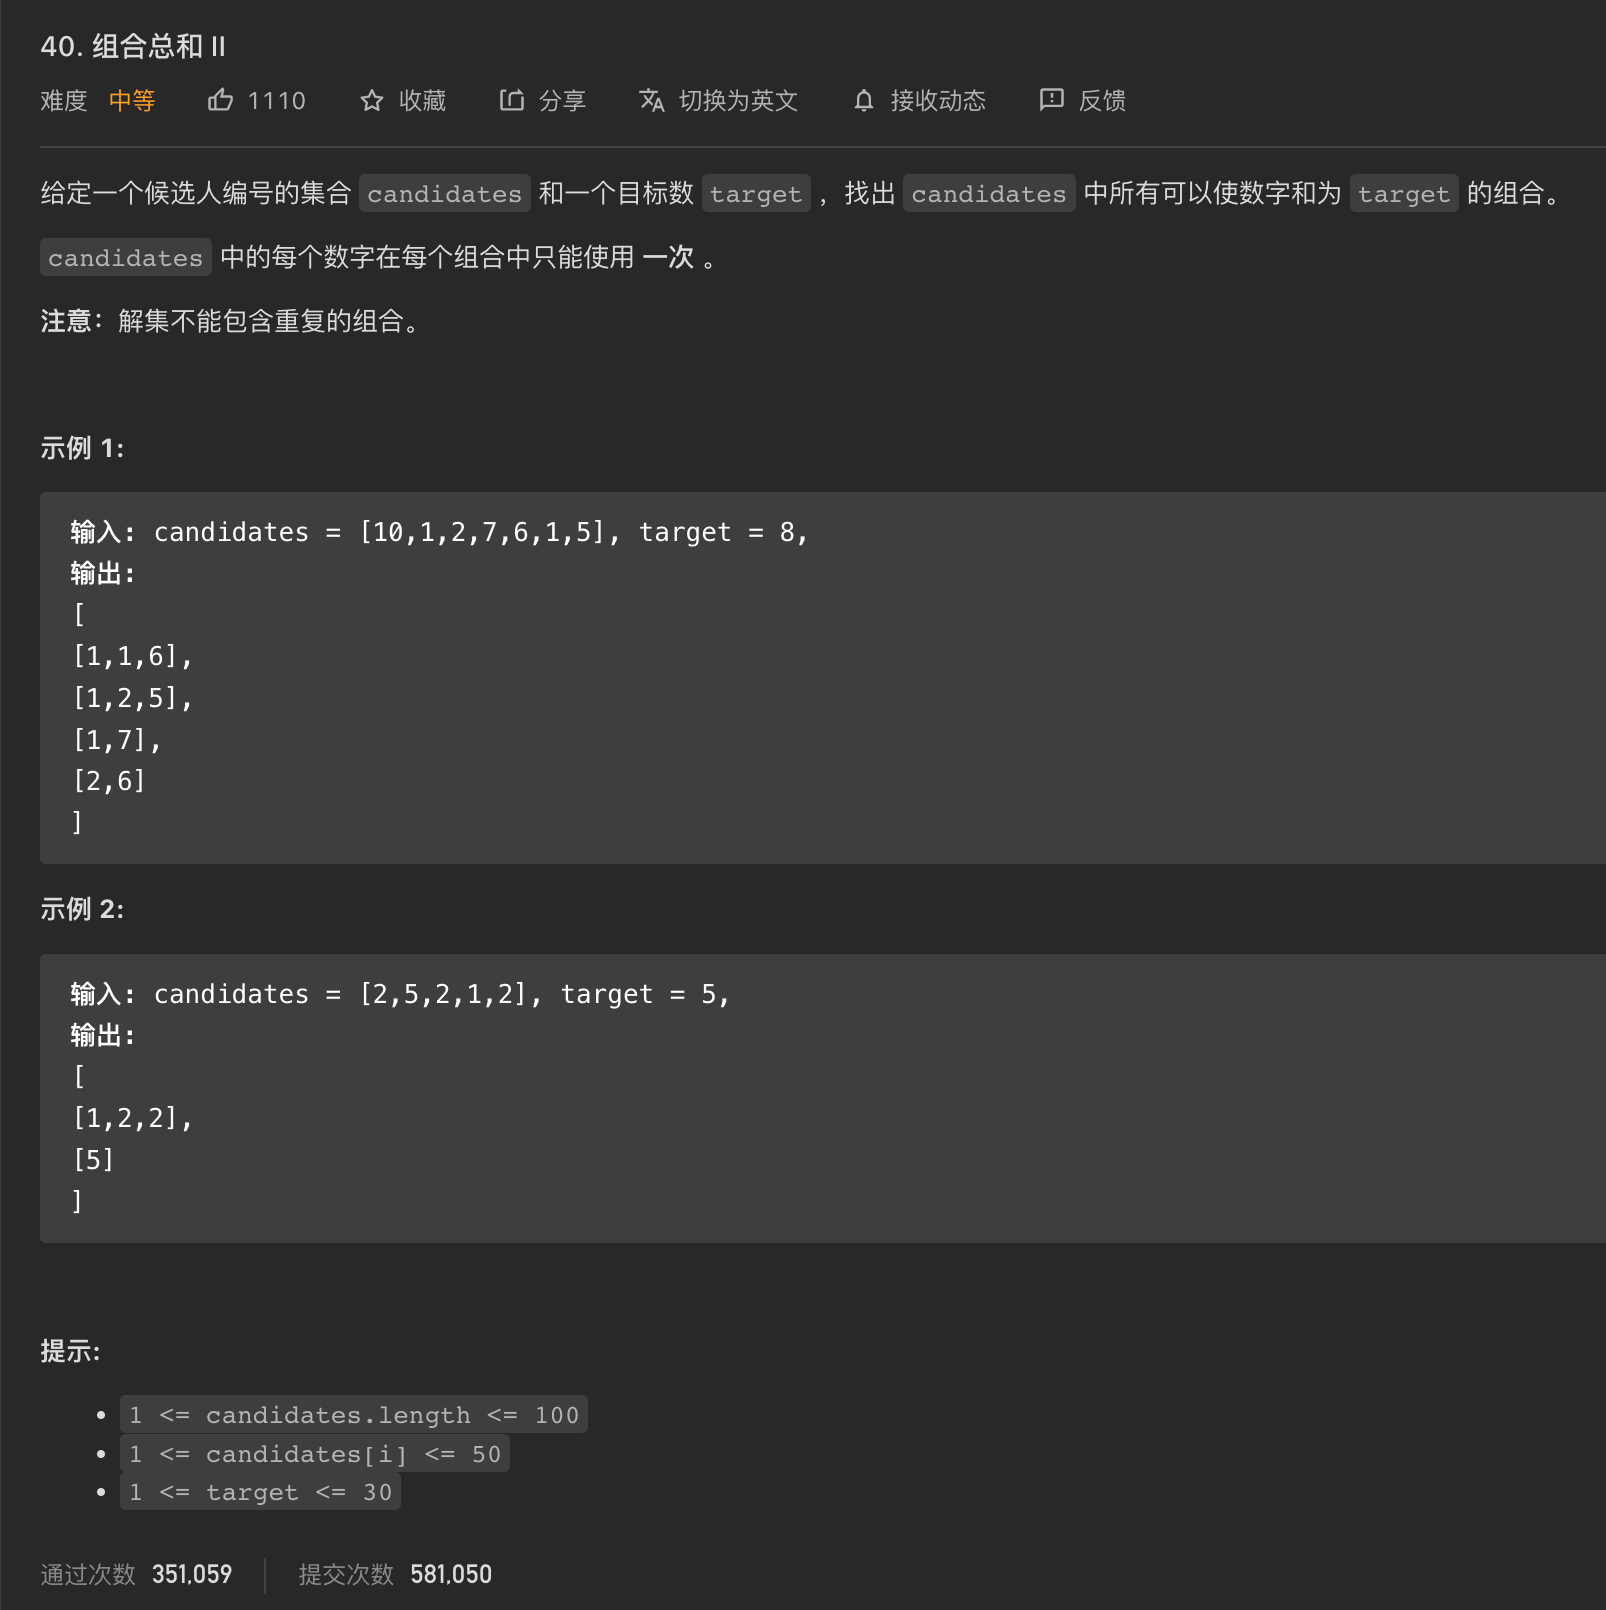 40. 组合总和 II
难度 中等 1110 收藏 分享 切换为英文 接收动态 反馈
给定一个候选人编号的集合 candidates 和一个目标数 target ，找出 candidates 中所有可以使数字和为 target 的组合。
candidates 中的每个数字在每个组合中只能使用 一次 。
注意：解集不能包含重复的组合。
示例 1:
输入: candidates = [10,1,2,7,6,1,5], target = 8,
输出:
[
[1,1,6],
[1,2,5],
[1,7],
[2,6]
]
示例 2:
输入: candidates = [2,5,2,1,2], target = 5,
输出:
[
[1,2,2],
[5]
]
提示:
• 1 <= candidates.length <= 100
• 1 <= candidates[i] <= 50
• 1 <= target <= 30
通过次数 351,059 提交次数 581,050